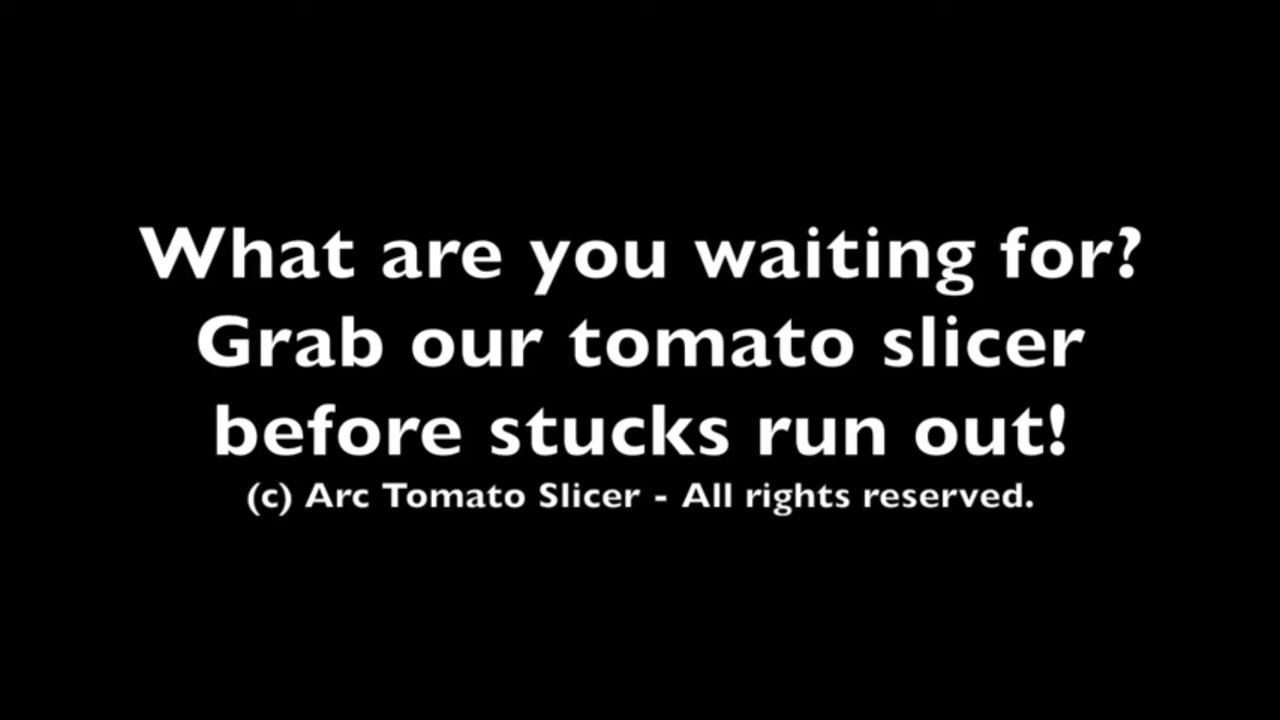 What are you waiting for?
Grab our tomato slicer
before stucks run out!
(c) Arc Tomato Slicer - All rights reserved.